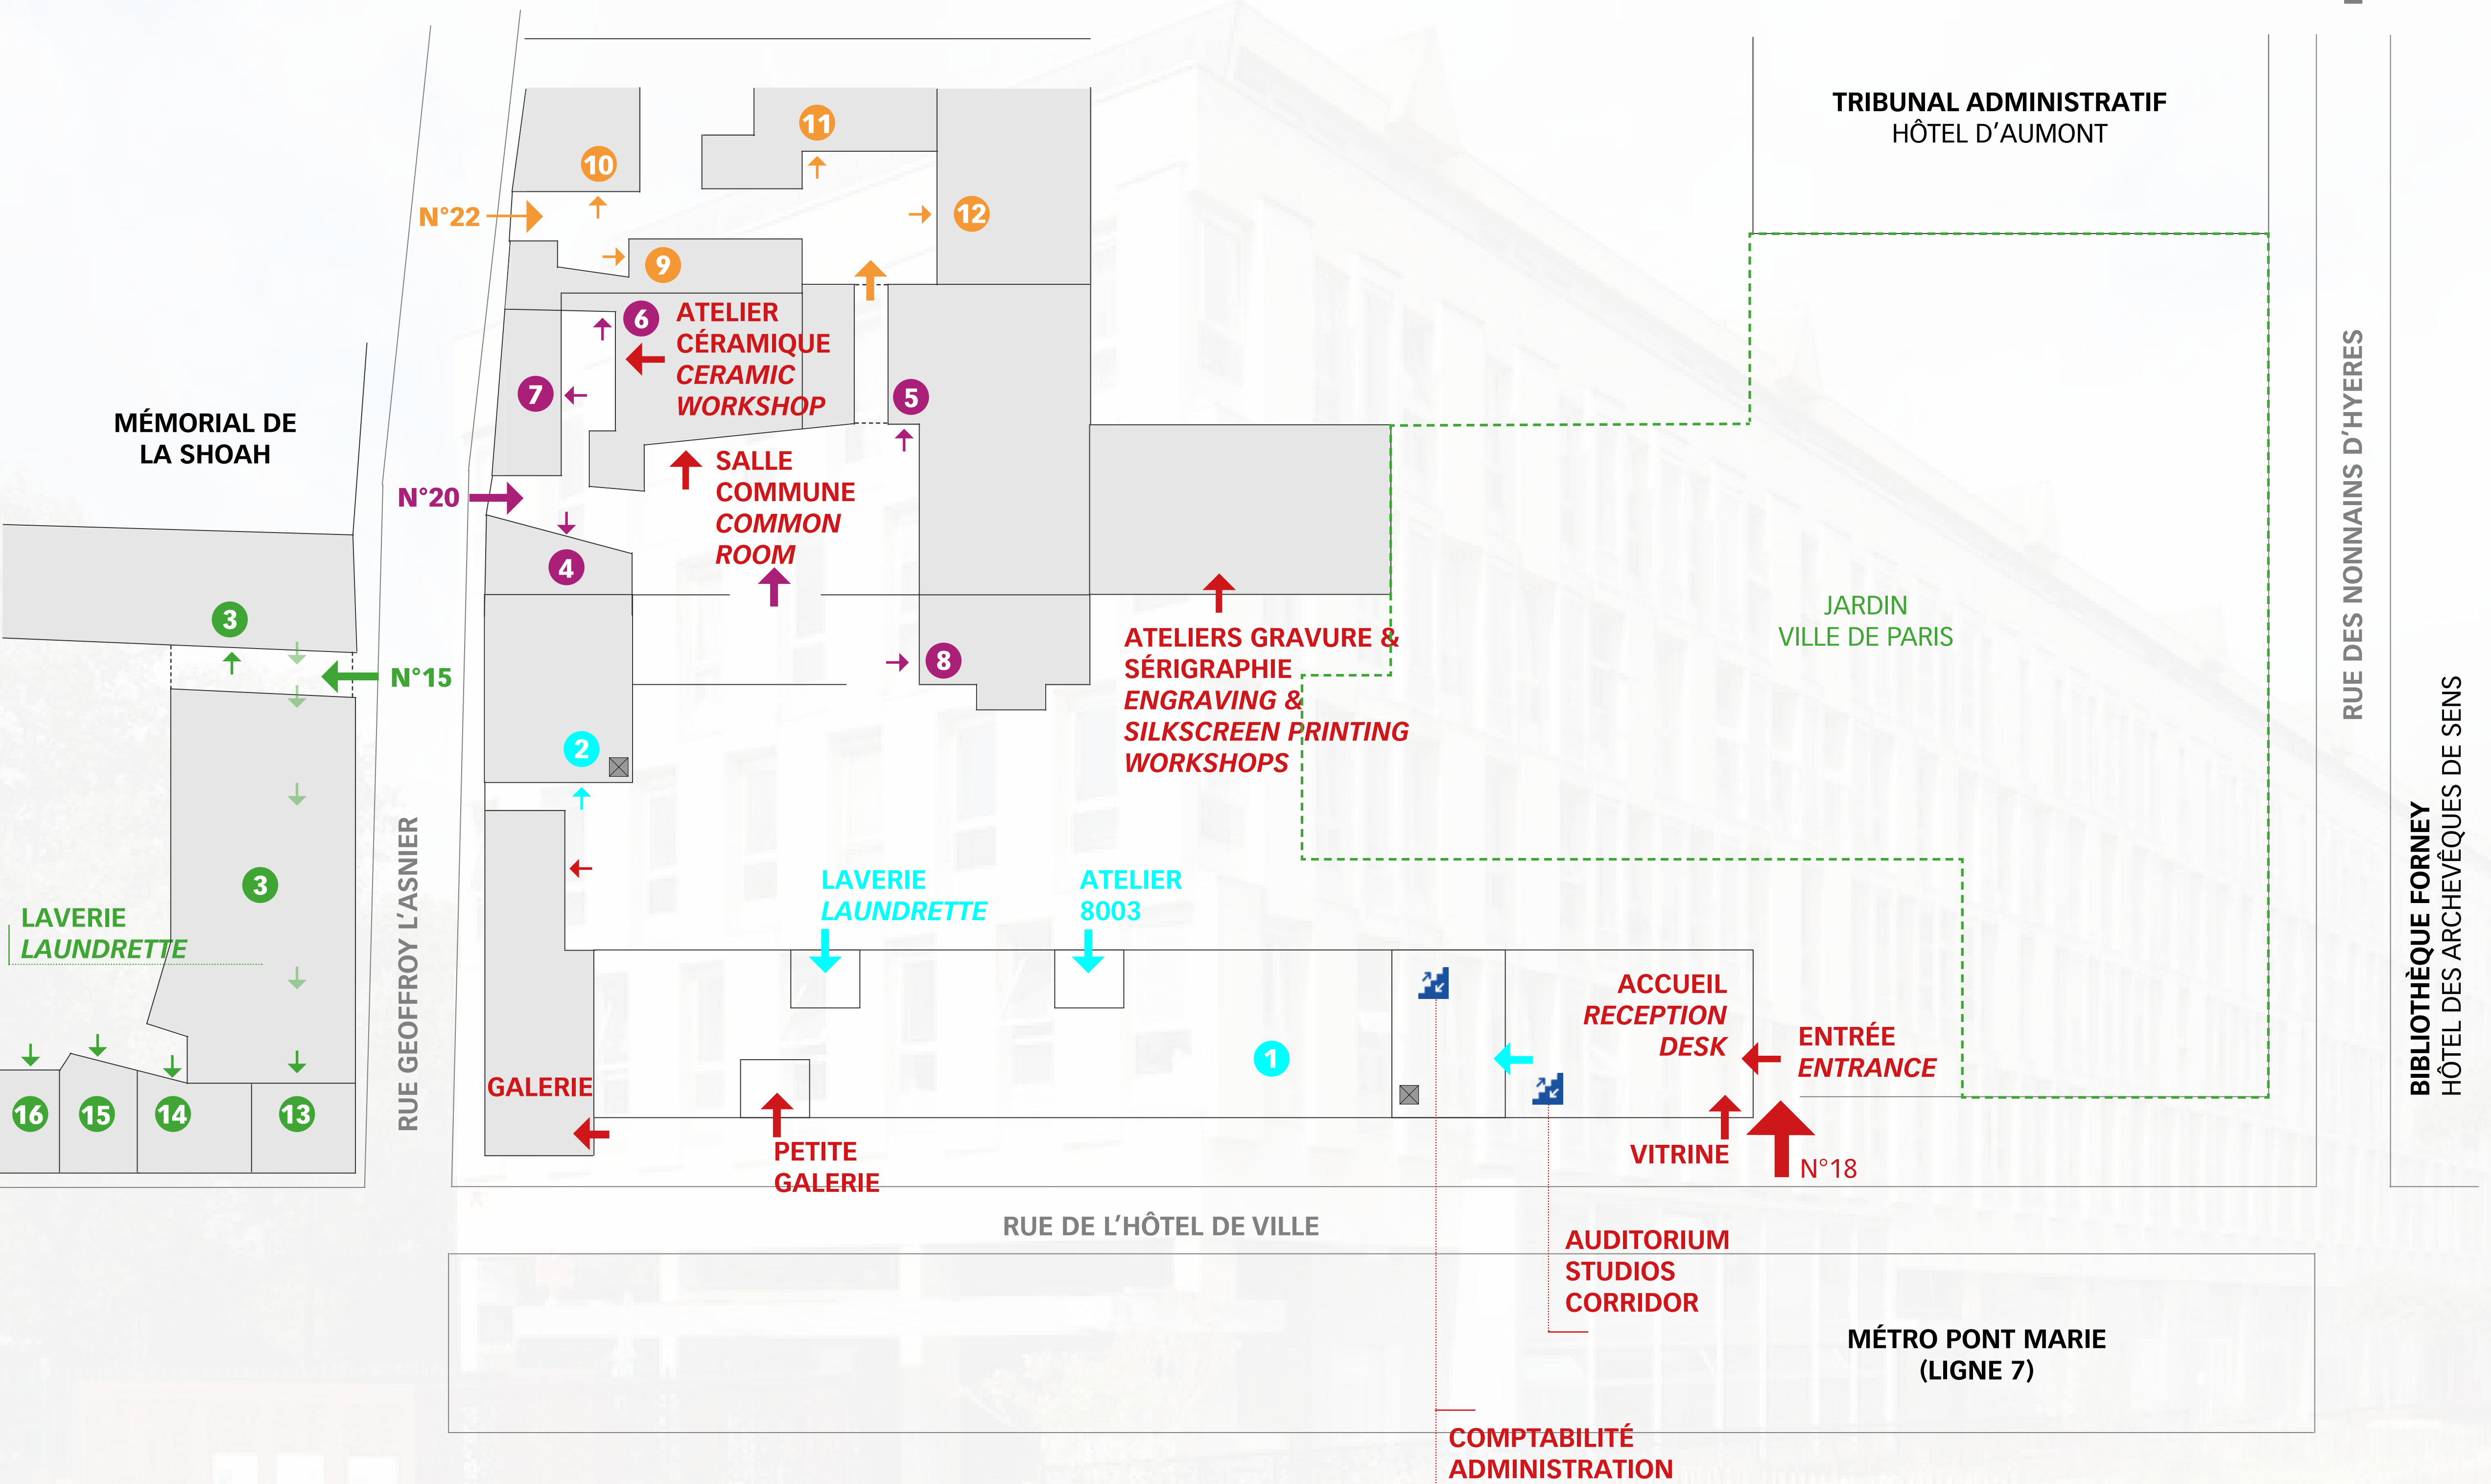 TRIBUNAL ADMINISTRATIF
HÔTEL D’AUMONT
11
10
N°22
12
9
6
ATELIER
CÉRAMIQUE
CERAMIC
WORKSHOP
7
5
MÉMORIAL DE
LA SHOAH
SALLE
COMMUNE
COMMON
ROOM
N°20
4
3
N°15
8
ATELIERS GRAVURE &
SÉRIGRAPHIE
ENGRAVING &
SILKSCREEN PRINTING
WORKSHOPS
JARDIN
VILLE DE PARIS
RUE DES NONNAINS D’HYERES
2
3
LAVERIE
LAUNDRETTE
RUE GEOFFROY L’ASNIER
LAVERIE
LAUNDRETTE
ATELIER
8003
BIBLIOTHÈQUE FORNEY
HÔTEL DES ARCHEVÊQUES DE SENS
ACCUEIL
RECEPTION
DESK
ENTRÉE
ENTRANCE
1
GALERIE
16
15
14
13
PETITE
GALERIE
VITRINE
N°18
RUE DE L’HÔTEL DE VILLE
AUDITORIUM
STUDIOS
CORRIDOR
MÉTRO PONT MARIE
(LIGNE 7)
COMPTABILITÉ
ADMINISTRATION